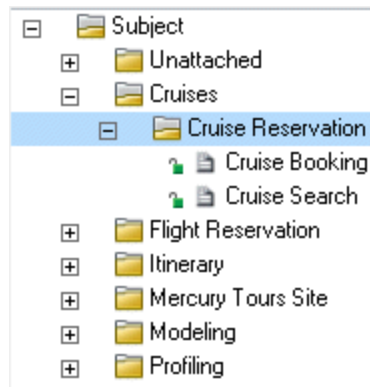 Subject
Unattached
Cruises
Cruise Reservation
Cruise Booking
Cruise Search
Flight Reservation
Itinerary
Mercury Tours Site
Modeling
Profiling